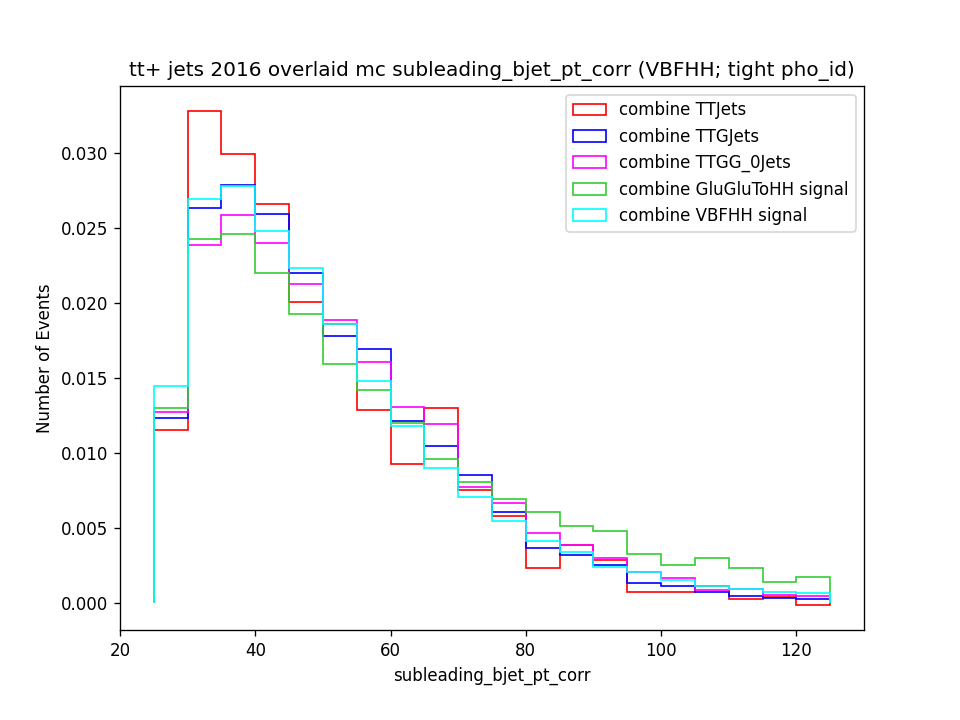 tt+ jets 2016 overlaid mc subleading_bjet_pt_corr (VBFHH; tight pho_id)
combine TTJets
combine TTGJets
combine TTGG_0Jets
combine GluGluToHH signal
combine VBFHH signal
Number of Events
0.030
0.025
0.020
0.015
0.010
0.005
0.000
20 40 60 80 100 120
subleading_bjet_pt_corr